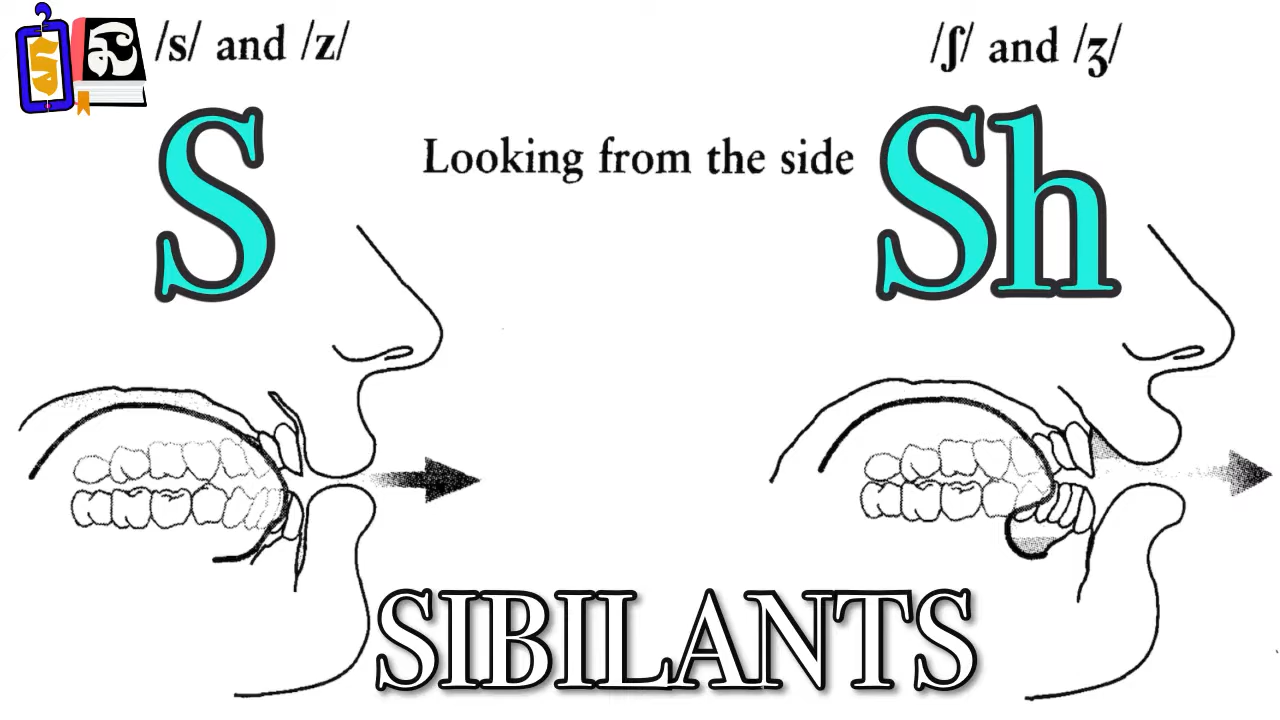 /s/ and /z/
/ʃ/ and /ʒ/
S
Looking from the side
Sh
SIBILANTS